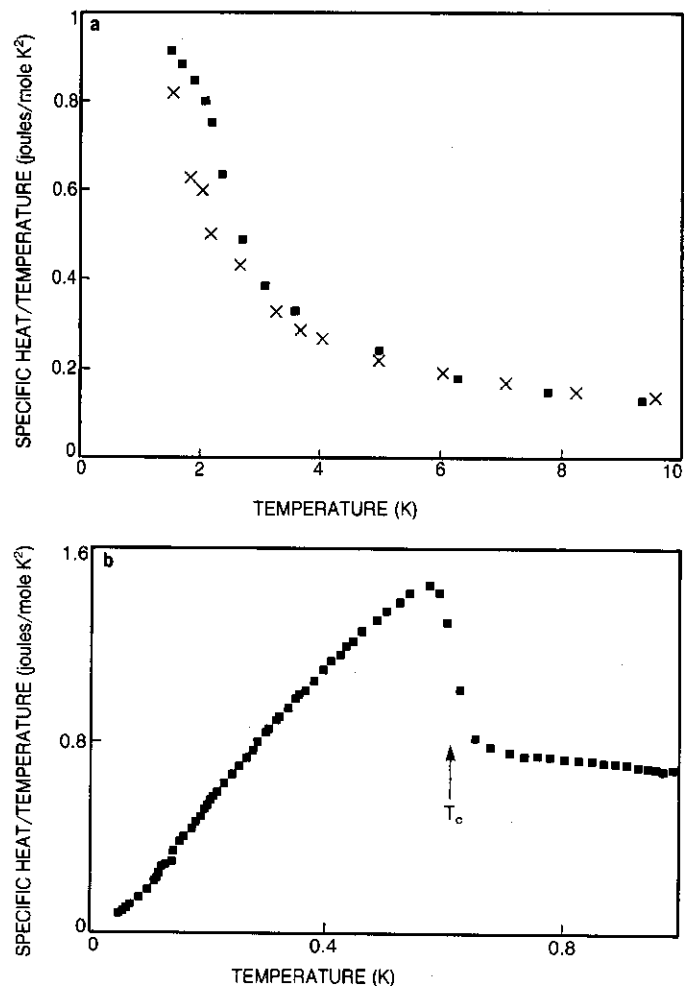 a
1
0.8
0.6
0.4
0.2
0
SPECIFIC HEAT/TEMPERATURE (joules/mole K²)
0 2 4 6 8 10
TEMPERATURE (K)
b
1.6
0.8
0
SPECIFIC HEAT/TEMPERATURE (joules/mole K²)
Tc
0 0.4 0.8
TEMPERATURE (K)